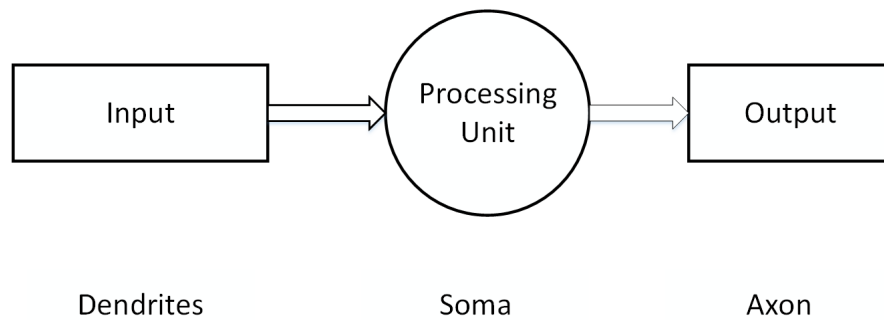 Input
Processing
Unit
Output
Dendrites
Soma
Axon